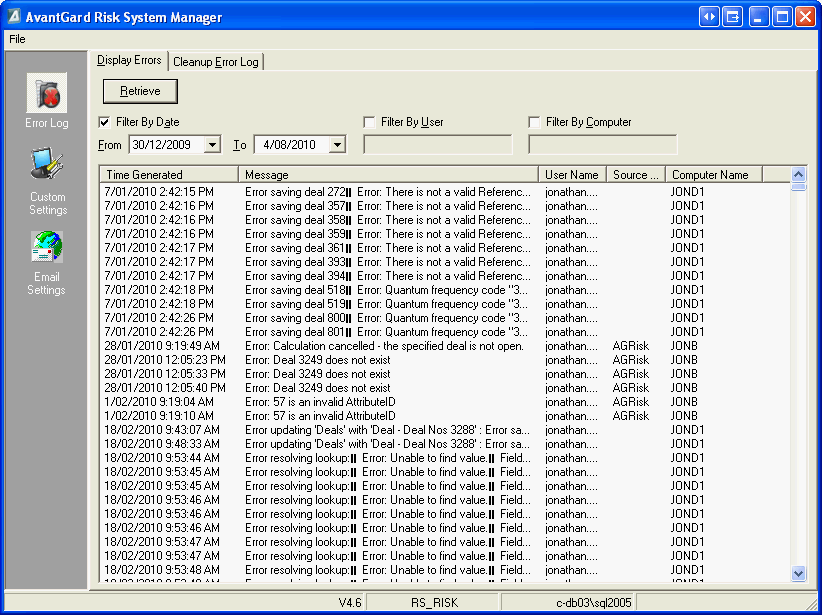 AvantGard Risk System Manager
File
Display Errors
Cleanup Error Log
Retrieve
Error Log
Custom
Settings
Email
Settings
Filter By Date
Filter By User
Filter By Computer
From 30/12/2009 To 4/08/2010
Time Generated Message User Name Source ... Computer Name
7/01/2010 2:42:15 PM Error saving deal 272 Error: There is not a valid Referenc... jonathan.... JOND1
7/01/2010 2:42:16 PM Error saving deal 357 Error: There is not a valid Referenc... jonathan.... JOND1
7/01/2010 2:42:16 PM Error saving deal 358 Error: There is not a valid Referenc... jonathan.... JOND1
7/01/2010 2:42:16 PM Error saving deal 359 Error: There is not a valid Referenc... jonathan.... JOND1
7/01/2010 2:42:17 PM Error saving deal 361 Error: There is not a valid Referenc... jonathan.... JOND1
7/01/2010 2:42:17 PM Error saving deal 393 Error: There is not a valid Referenc... jonathan.... JOND1
7/01/2010 2:42:17 PM Error saving deal 394 Error: There is not a valid Referenc... jonathan.... JOND1
7/01/2010 2:42:18 PM Error saving deal 518 Error: Quantum frequency code "3... jonathan.... JOND1
7/01/2010 2:42:18 PM Error saving deal 519 Error: Quantum frequency code "3... jonathan.... JOND1
7/01/2010 2:42:26 PM Error saving deal 800 Error: Quantum frequency code "3... jonathan.... JOND1
7/01/2010 2:42:26 PM Error saving deal 801 Error: Quantum frequency code "3... jonathan.... JOND1
28/01/2010 9:19:49 AM Error: Calculation cancelled - the specified deal is not open. jonathan.... AGRisk JONB
28/01/2010 12:05:23 PM Error: Deal 3249 does not exist jonathan.... AGRisk JONB
28/01/2010 12:05:33 PM Error: Deal 3249 does not exist jonathan.... AGRisk JONB
28/01/2010 12:05:40 PM Error: Deal 3249 does not exist jonathan.... AGRisk JONB
1/02/2010 9:19:04 AM Error: 57 is an invalid AttributeID jonathan.... AGRisk JONB
1/02/2010 9:19:10 AM Error: 57 is an invalid AttributeID jonathan.... AGRisk JONB
18/02/2010 9:43:07 AM Error updating 'Deals' with 'Deal - Deal Nos 3288' : Error sa... jonathan.... JOND1
18/02/2010 9:48:33 AM Error updating 'Deals' with 'Deal - Deal Nos 3288' : Error sa... jonathan.... JOND1
18/02/2010 9:53:44 AM Error resolving lookup: Error: Unable to find value. Field... jonathan.... JOND1
18/02/2010 9:53:45 AM Error resolving lookup: Error: Unable to find value. Field... jonathan.... JOND1
18/02/2010 9:53:45 AM Error resolving lookup: Error: Unable to find value. Field... jonathan.... JOND1
18/02/2010 9:53:46 AM Error resolving lookup: Error: Unable to find value. Field... jonathan.... JOND1
18/02/2010 9:53:46 AM Error resolving lookup: Error: Unable to find value. Field... jonathan.... JOND1
18/02/2010 9:53:46 AM Error resolving lookup: Error: Unable to find value. Field... jonathan.... JOND1
18/02/2010 9:53:47 AM Error resolving lookup: Error: Unable to find value. Field... jonathan.... JOND1
18/02/2010 9:53:47 AM Error resolving lookup: Error: Unable to find value. Field... jonathan.... JOND1
18/02/2010 9:53:48 AM Error resolving lookup: Error: Unable to find value. Field... jonathan.... JOND1
V4.6 RS_RISK c-db03\sql2005